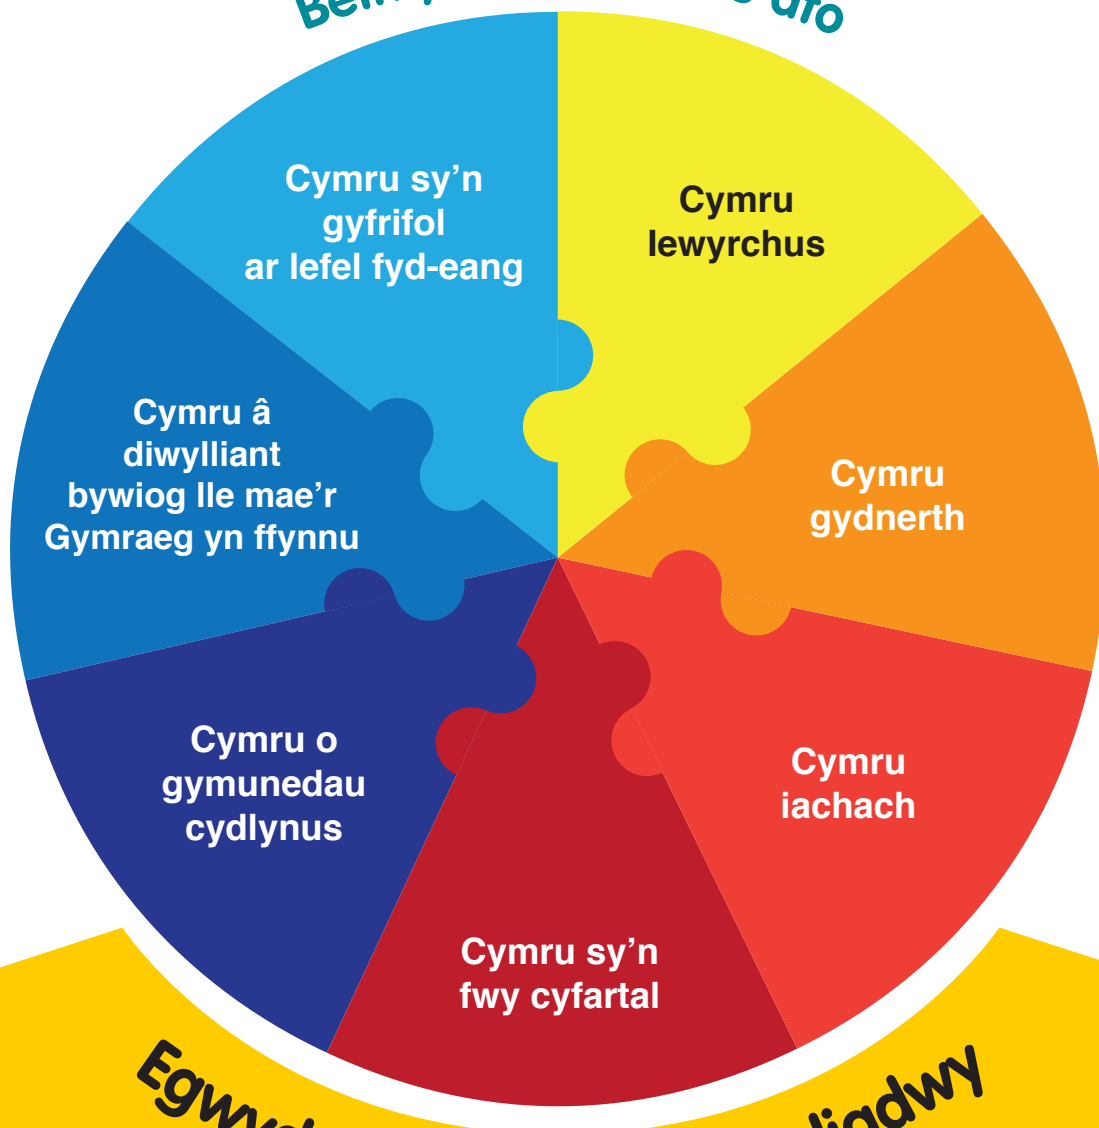 Cymru sy’n
gyfrifol
ar lefel fyd-eang
Cymru
lewyrchus
Cymru â
diwylliant
bywiog lle mae’r
Gymraeg yn ffynnu
Cymru
gydnerth
Cymru o
gymunedau
cydlynus
Cymru
iachach
Cymru sy’n
fwy cyfartal